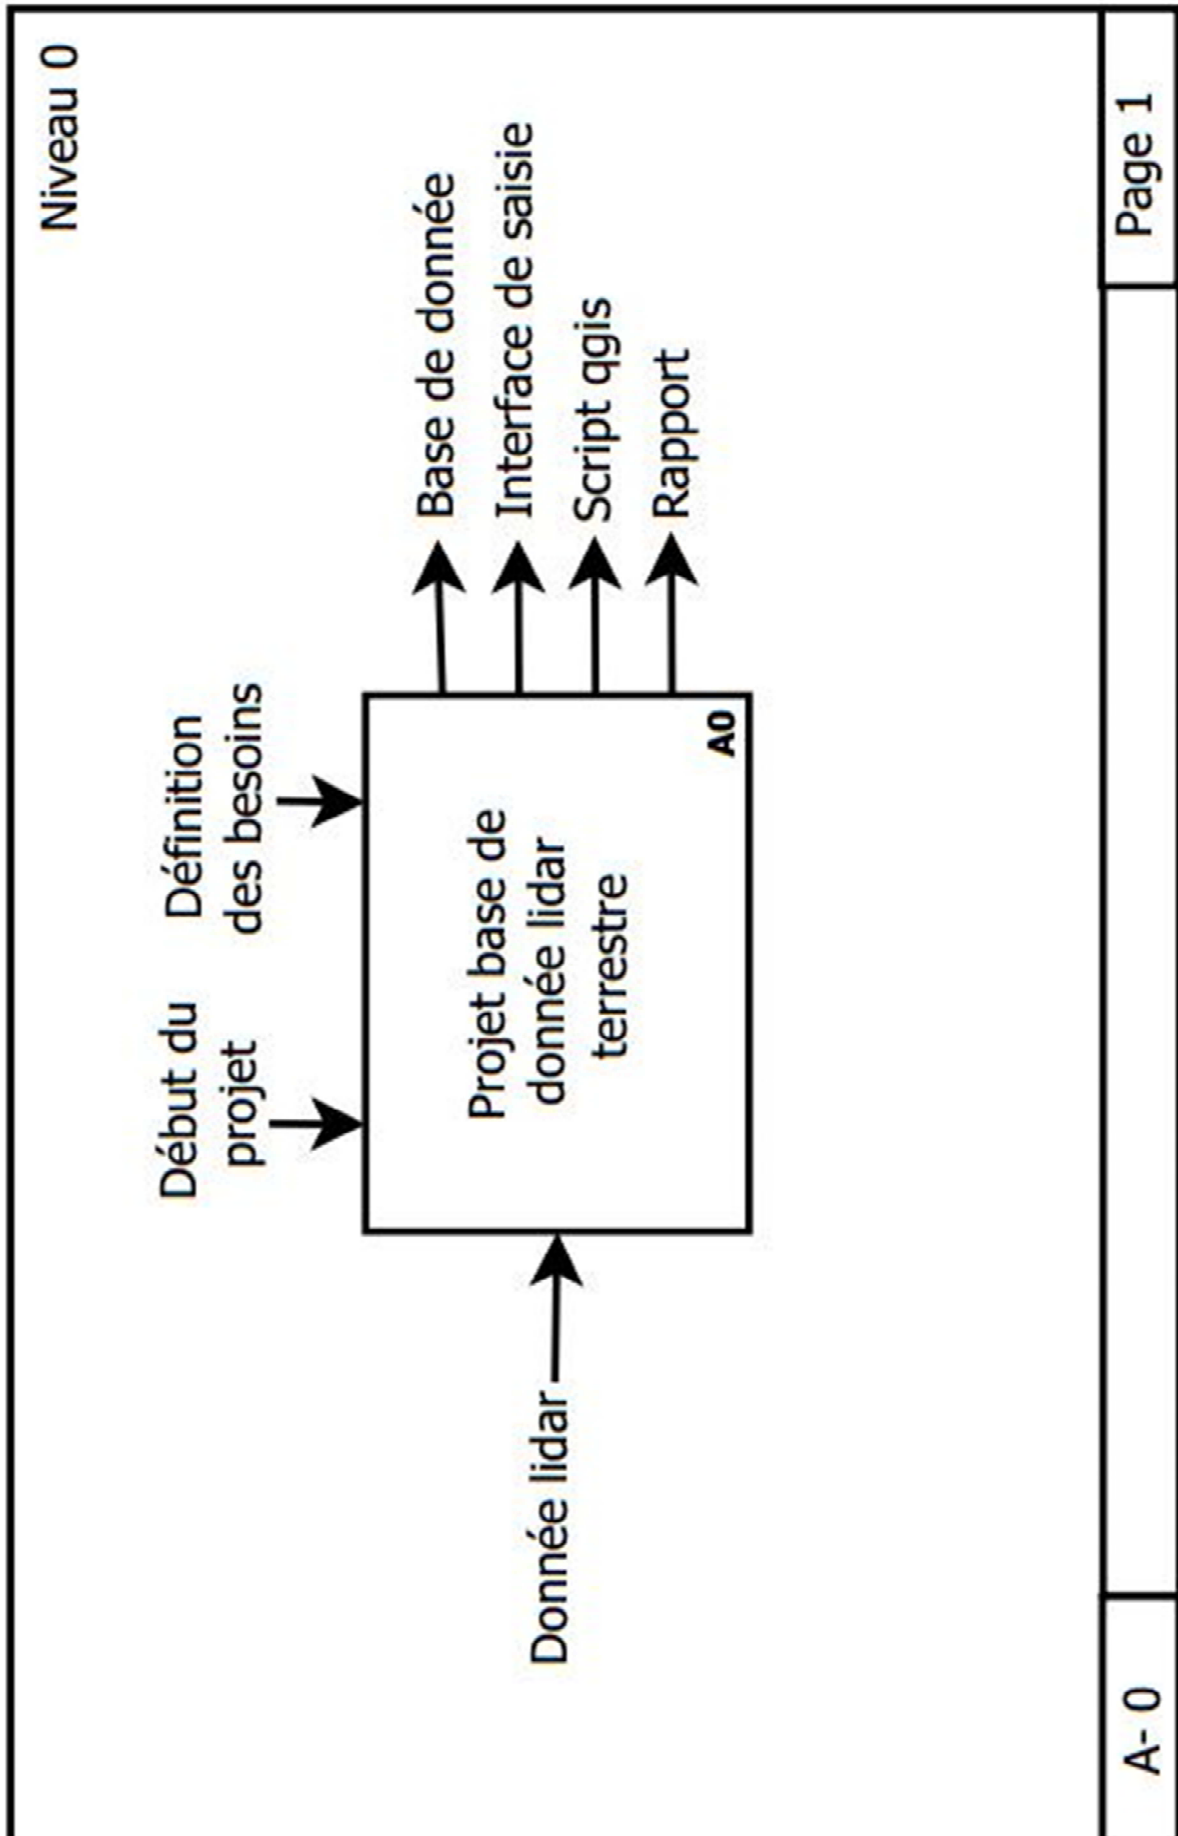 Niveau 0
Début du
projet
Définition
des besoins
Donnée lidar
Projet base de
donnée lidar
terrestre
A0
Base de donnée
Interface de saisie
Script qgis
Rapport
A- 0
Page 1